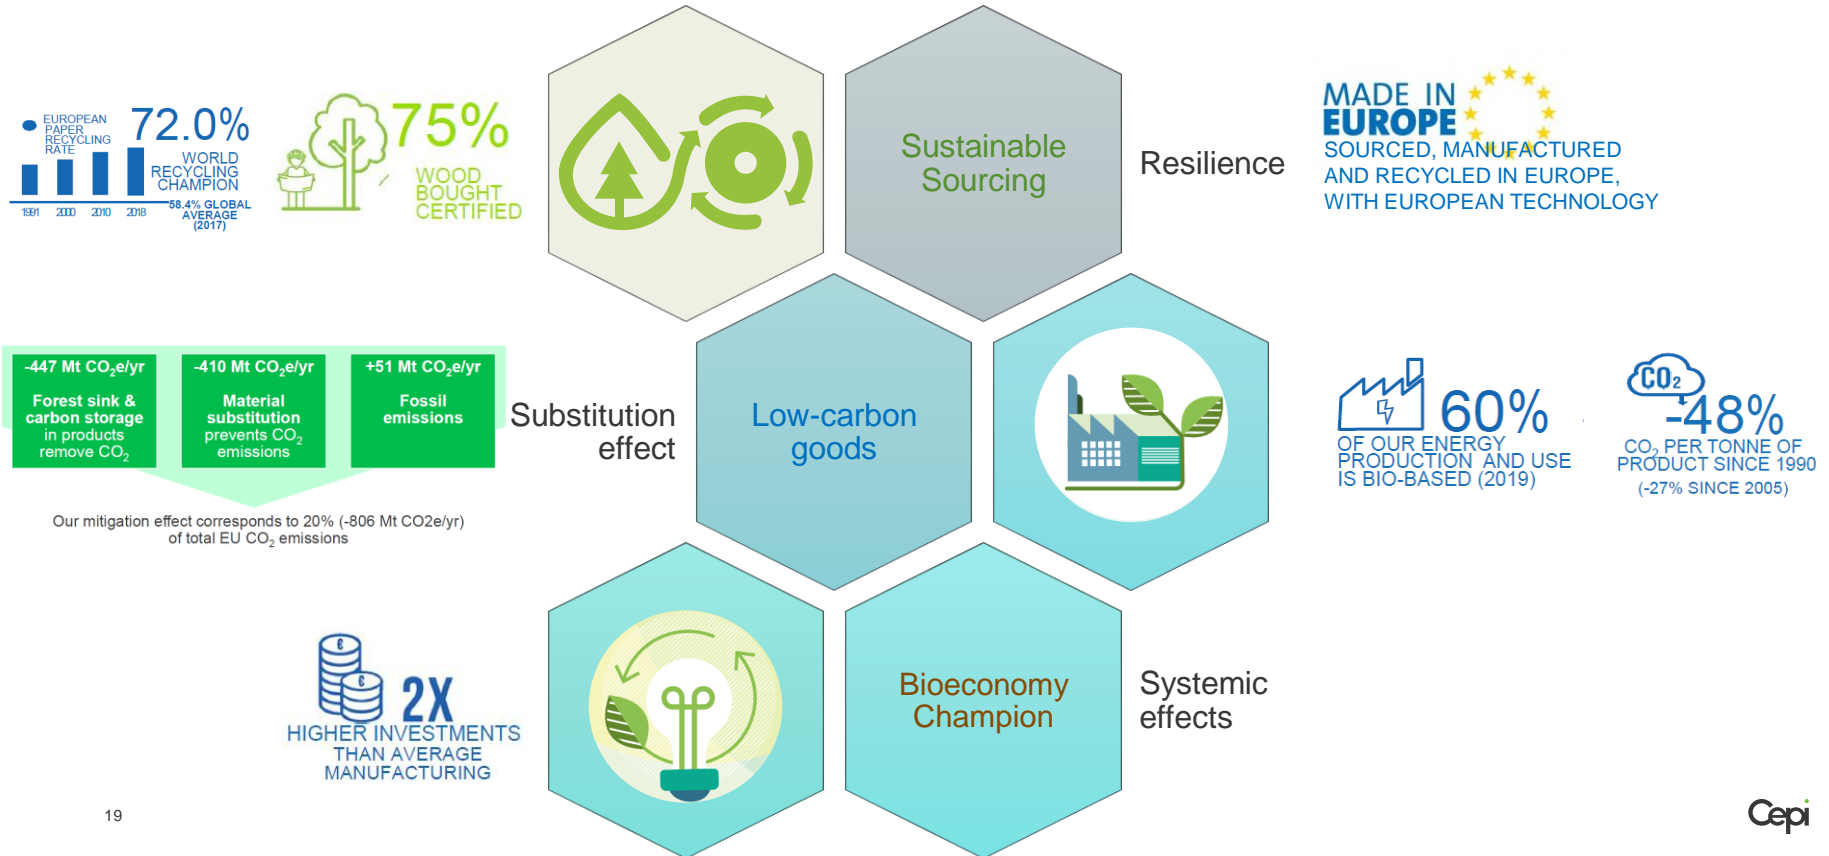 EUROPEAN
PAPER
RECYCLING
RATE
72.0%
WORLD
RECYCLING
CHAMPION
58.4% GLOBAL
AVERAGE
(2017)
1991 2000 2010 2018
75%
WOOD
BOUGHT
CERTIFIED
Sustainable
Sourcing
Resilience
MADE IN
EUROPE
SOURCED, MANUFACTURED
AND RECYCLED IN EUROPE,
WITH EUROPEAN TECHNOLOGY
-447 Mt CO₂e/yr
Forest sink &
carbon storage
in products
remove CO₂
-410 Mt CO₂e/yr
Material
substitution
prevents CO₂
emissions
+51 Mt CO₂e/yr
Fossil
emissions
Our mitigation effect corresponds to 20% (-806 Mt CO2e/yr)
of total EU CO₂ emissions
Substitution
effect
Low-carbon
goods
60%
OF OUR ENERGY
PRODUCTION AND USE
IS BIO-BASED (2019)
CO₂
-48%
CO₂ PER TONNE OF
PRODUCT SINCE 1990
(-27% SINCE 2005)
€
€
2X
HIGHER INVESTMENTS
THAN AVERAGE
MANUFACTURING
Bioeconomy
Champion
Systemic
effects
19
Cepi